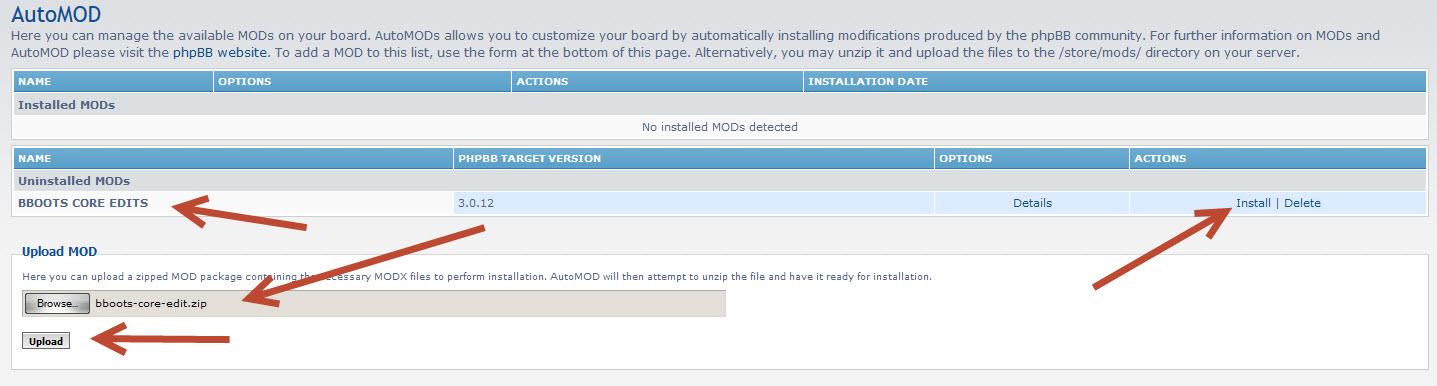 AutoMOD
Here you can manage the available MODs on your board. AutoMODs allows you to customize your board by automatically installing modifications produced by the phpBB community. For further information on MODs and
AutoMOD please visit the phpBB website. To add a MOD to this list, use the form at the bottom of this page. Alternatively, you may unzip it and upload the files to the /store/mods/ directory on your server.
NAME OPTIONS ACTIONS INSTALLATION DATE
Installed MODs
No installed MODs detected
NAME PHPBB TARGET VERSION OPTIONS ACTIONS
Uninstalled MODs
BBOOTS CORE EDITS 3.0.12 Details Install | Delete
Upload MOD
Here you can upload a zipped MOD package containing the necessary MODX files to perform installation. AutoMOD will then attempt to unzip the file and have it ready for installation.
Browse... bboots-core-edit.zip
Upload